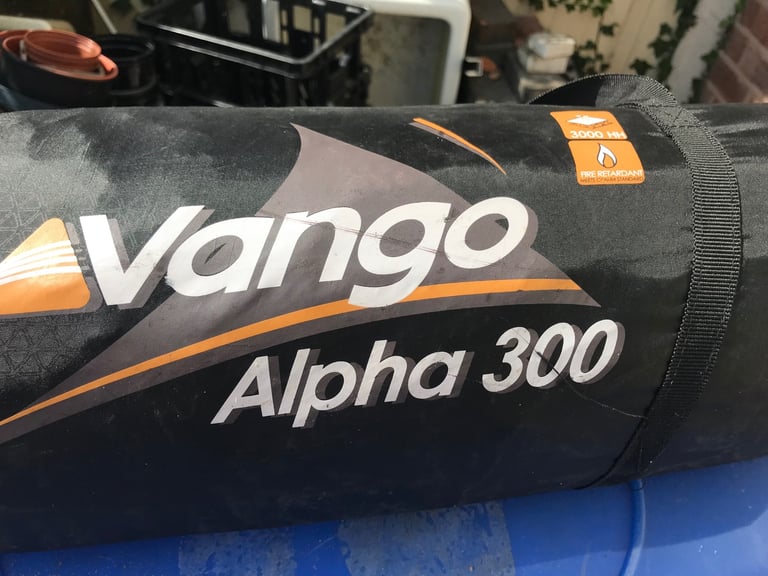 3000 HH
FIRE RETARDANT
Vango
Alpha 300